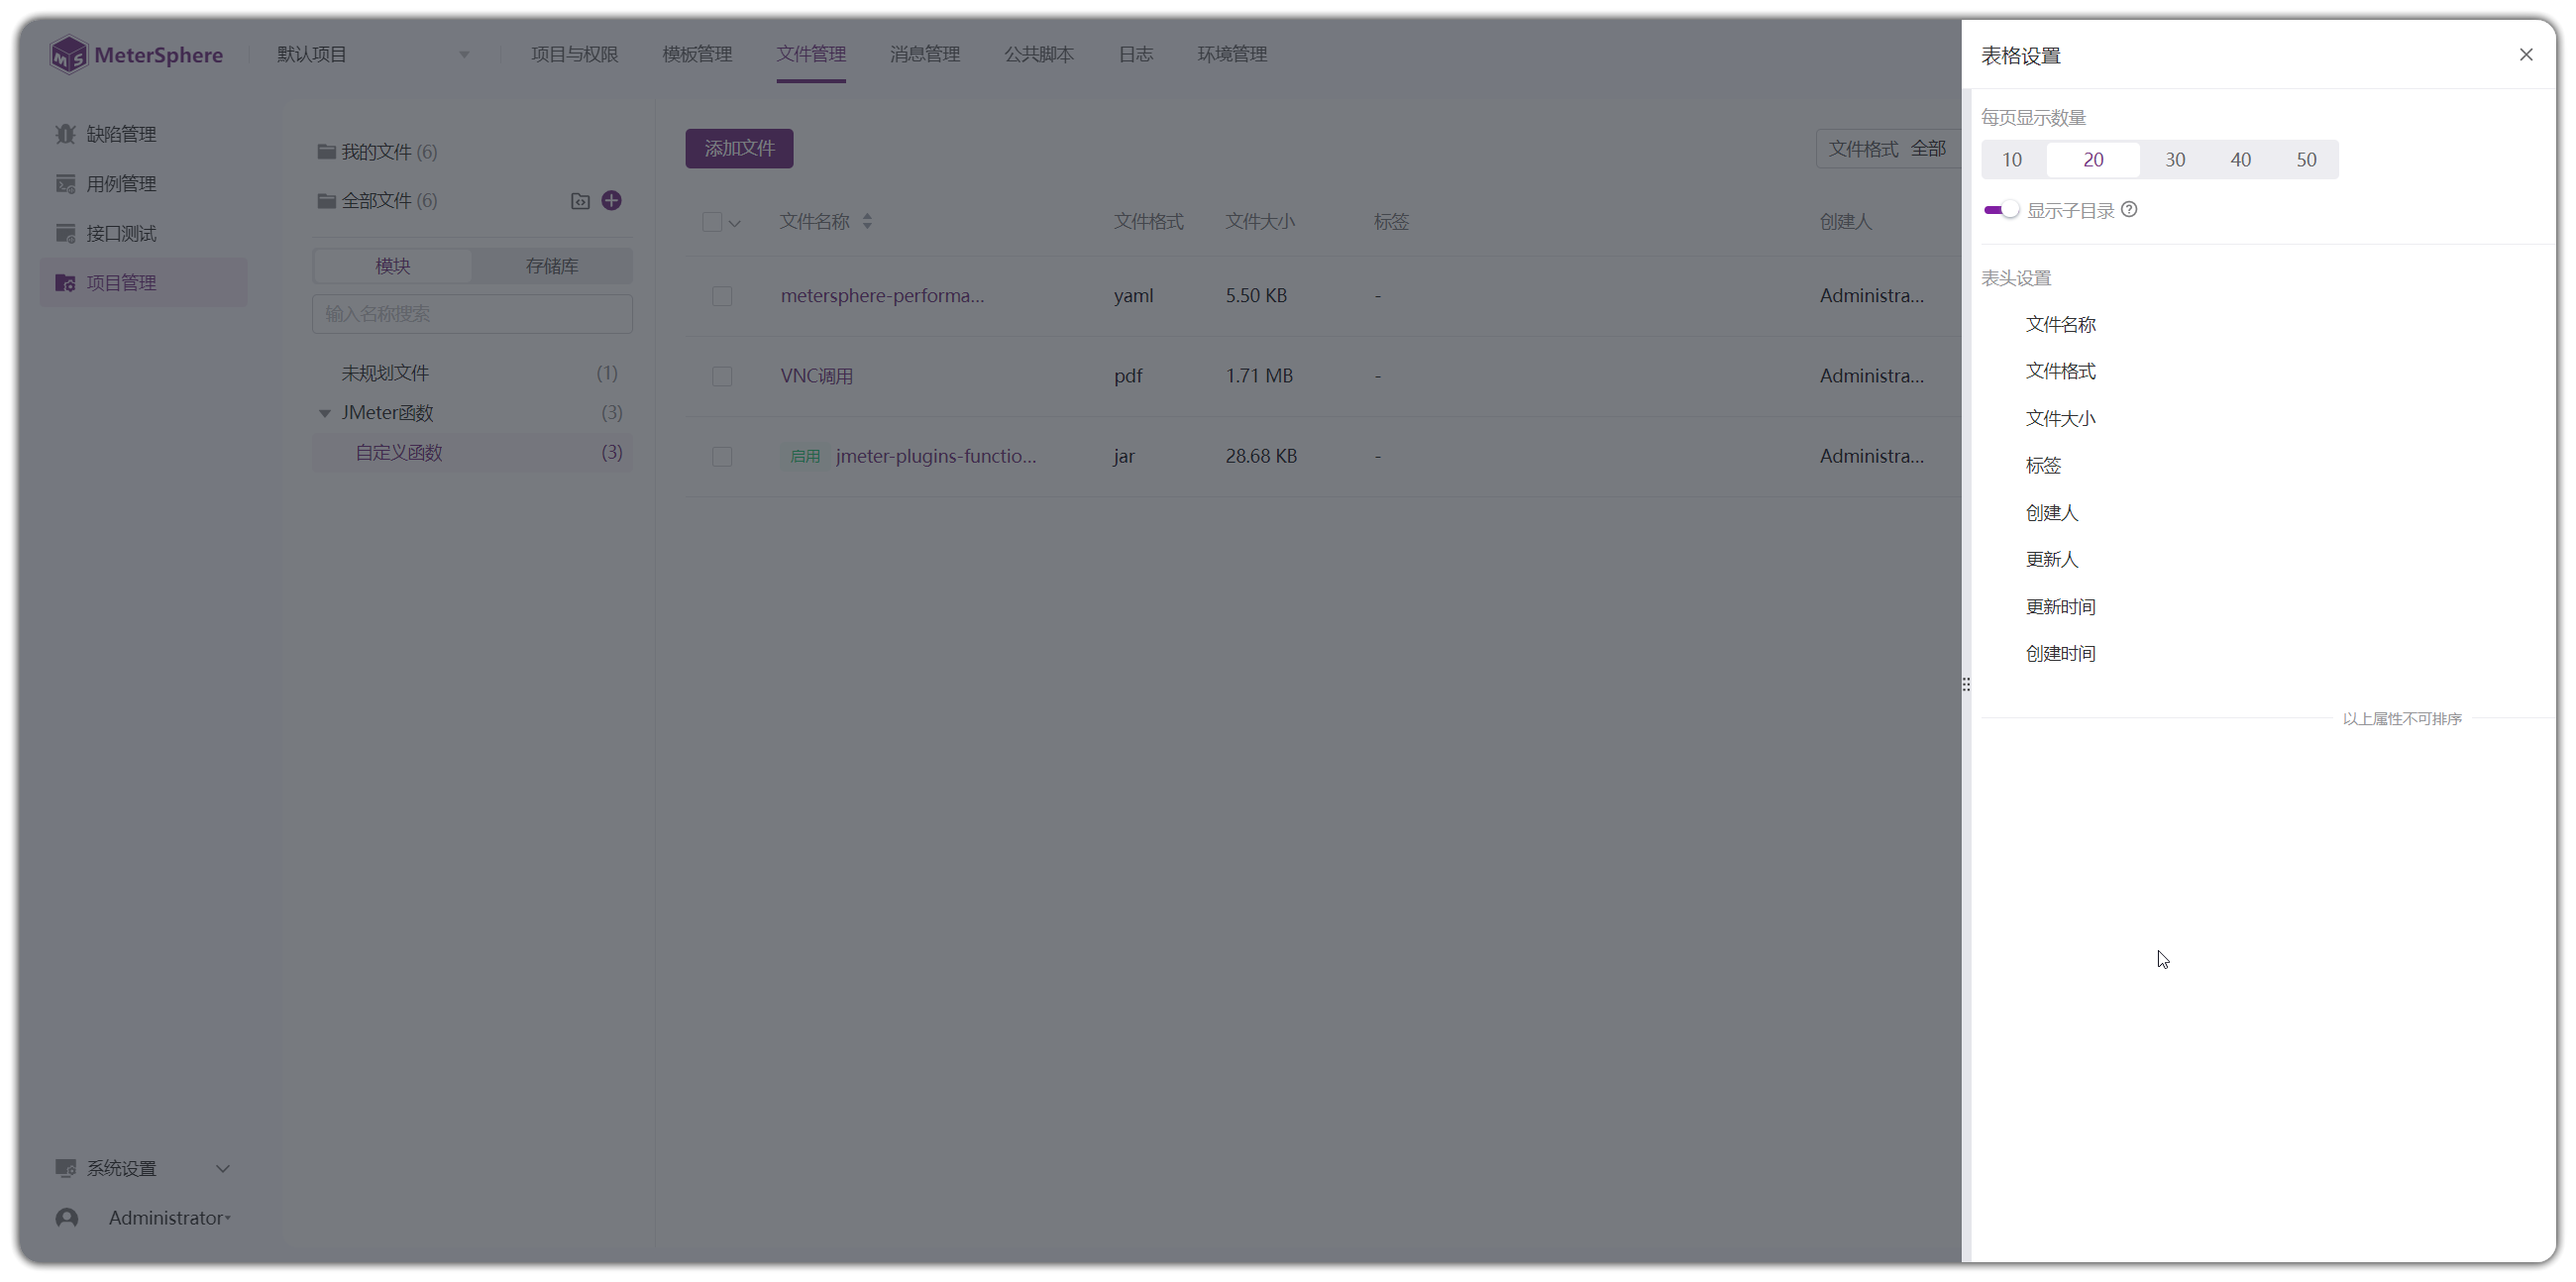 MeterSphere 默认项目 项目与权限 模板管理 文件管理 消息管理 公共脚本 日志 环境管理
缺陷管理
用例管理
接口测试
项目管理
系统设置
Administrator
我的文件 (6)
全部文件 (6)
模块 存储库
输入名称搜索
未规划文件 (1)
JMeter函数 (3)
自定义函数 (3)
添加文件 文件格式 全部
文件名称 文件格式 文件大小 标签 创建人
metersphere-performa... yaml 5.50 KB - Administra...
VNC调用 pdf 1.71 MB - Administra...
启用 jmeter-plugins-functio... jar 28.68 KB - Administra...
表格设置
每页显示数量
10 20 30 40 50
显示子目录
表头设置
文件名称
文件格式
文件大小
标签
创建人
更新人
更新时间
创建时间
以上属性不可排序